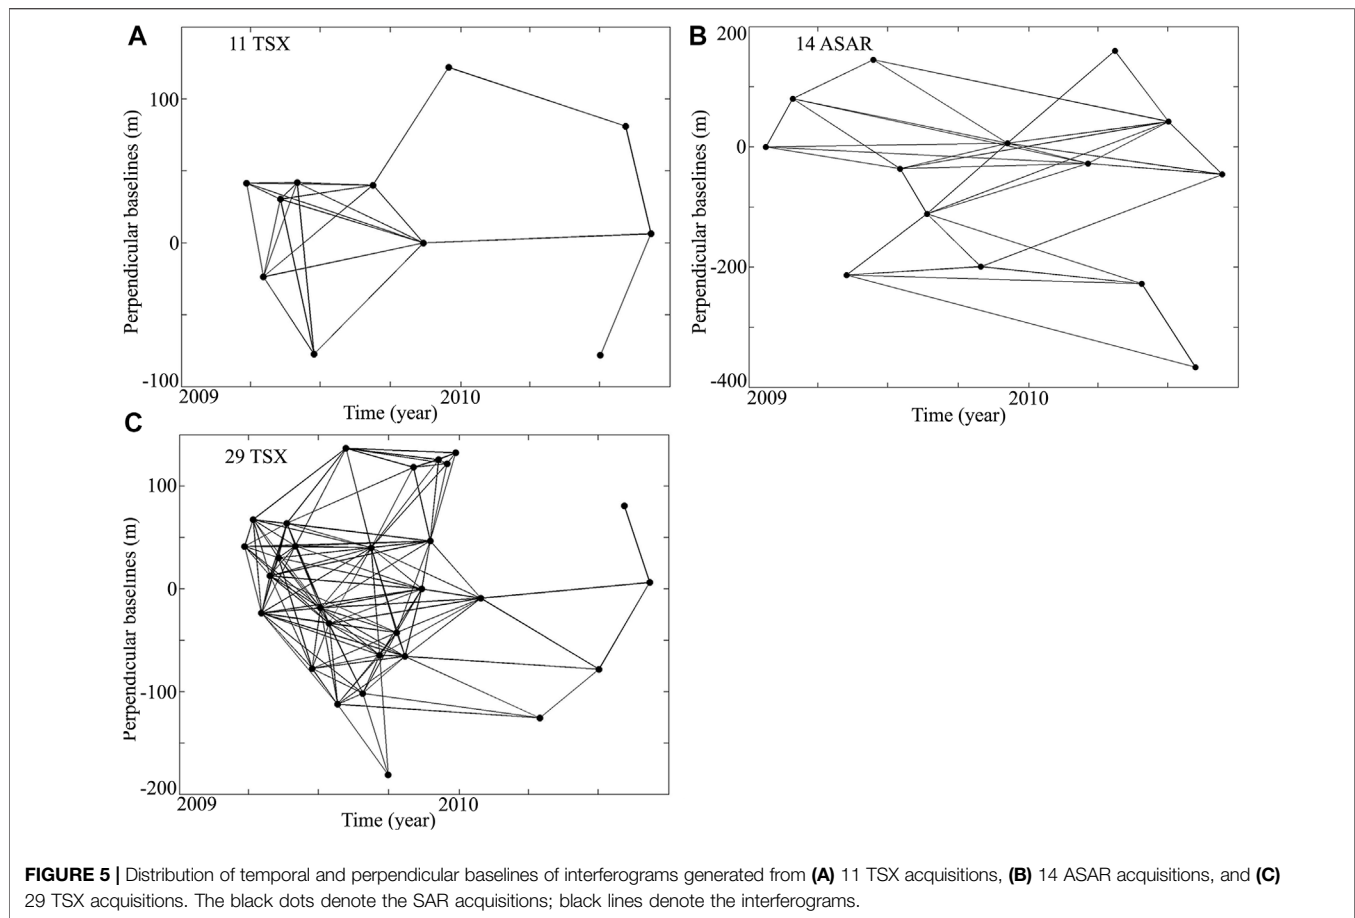 A
11 TSX
100
0
-100
Perpendicular baselines (m)
2009
2010
Time (year)
B
14 ASAR
200
0
-200
-400
Perpendicular baselines (m)
2009
2010
Time (year)
C
29 TSX
100
0
-100
-200
Perpendicular baselines (m)
2009
2010
Time (year)
FIGURE 5 | Distribution of temporal and perpendicular baselines of interferograms generated from (A) 11 TSX acquisitions, (B) 14 ASAR acquisitions, and (C)
29 TSX acquisitions. The black dots denote the SAR acquisitions; black lines denote the interferograms.